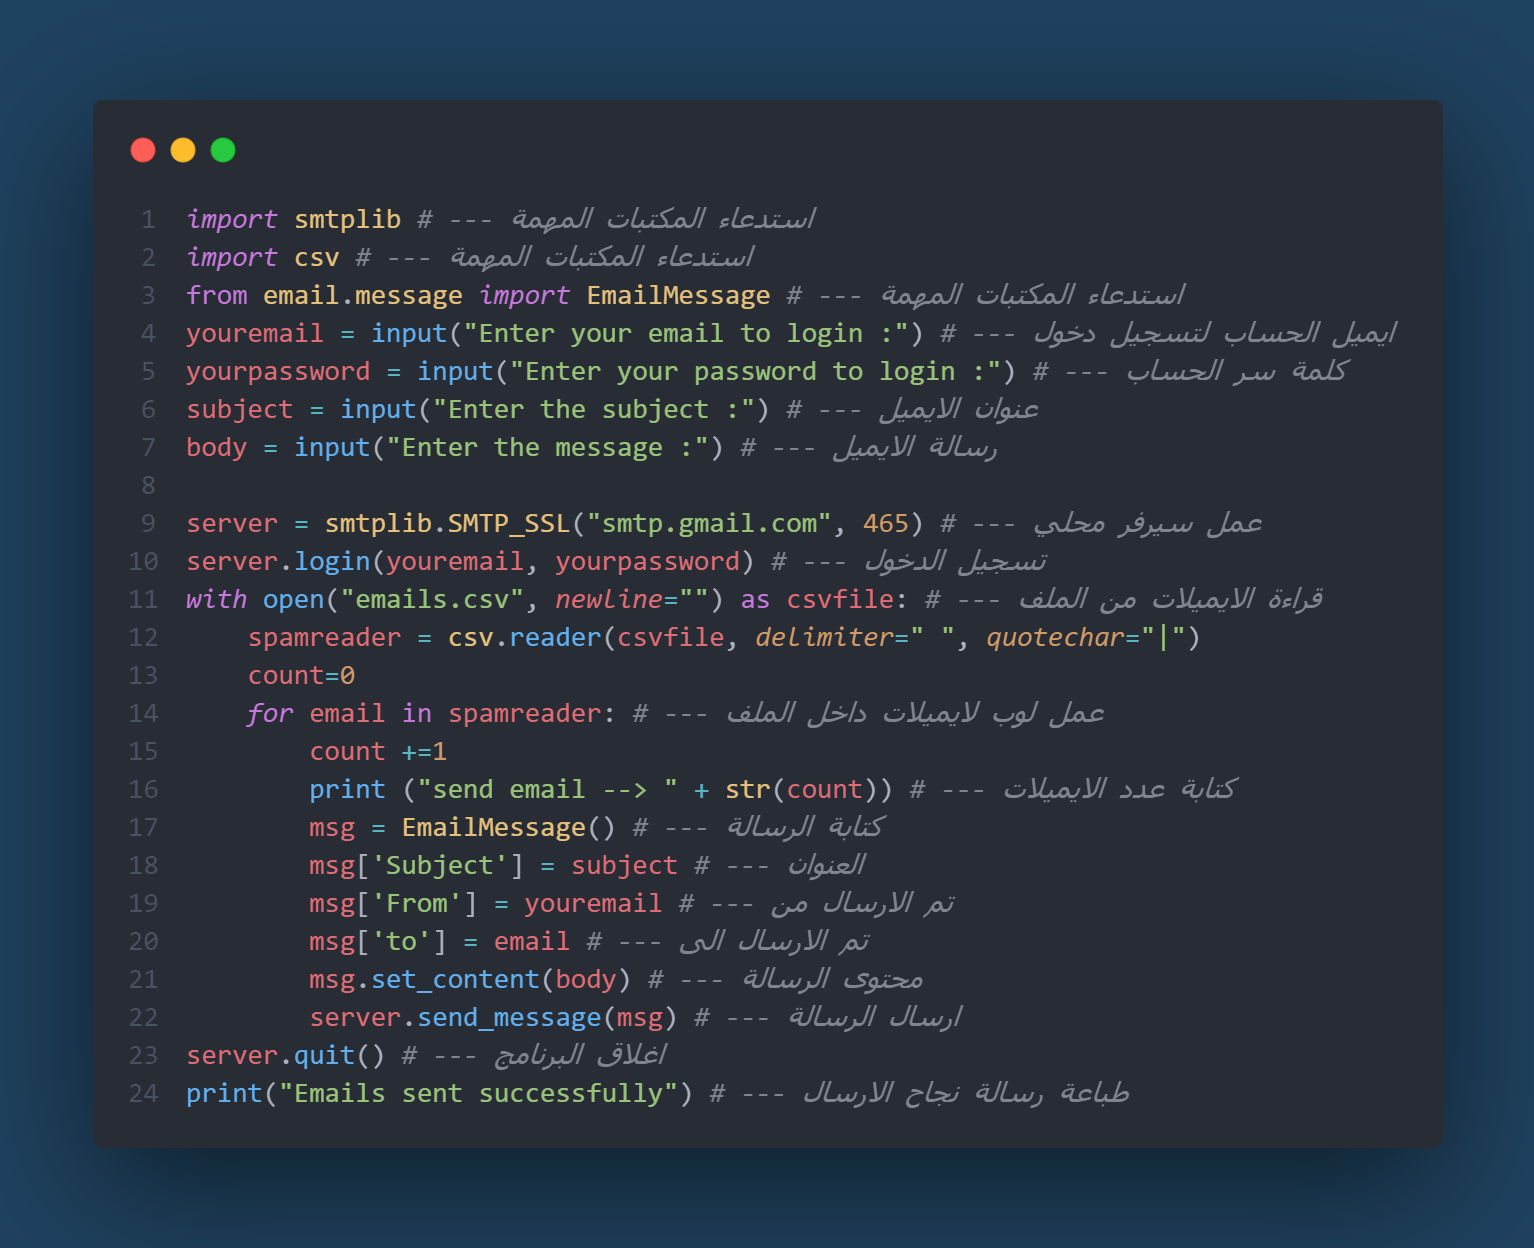 1 import smtplib # --- استدعاء المكتبات المهمة
2 import csv # --- استدعاء المكتبات المهمة
3 from email.message import EmailMessage # --- استدعاء المكتبات المهمة
4 youremail = input("Enter your email to login :") # --- ايميل الحساب لتسجيل دخول
5 yourpassword = input("Enter your password to login :") # --- كلمة سر الحساب
6 subject = input("Enter the subject :") # --- عنوان الايميل
7 body = input("Enter the message :") # --- رسالة الايميل
8
9 server = smtplib.SMTP_SSL("smtp.gmail.com", 465) # --- عمل سيرفر محلي
10 server.login(youremail, yourpassword) # --- تسجيل الدخول
11 with open("emails.csv", newline="") as csvfile: # --- قراءة الايميلات من الملف
12     spamreader = csv.reader(csvfile, delimiter=" ", quotechar="|")
13     count=0
14     for email in spamreader: # --- عمل لوب لايميلات داخل الملف
15         count +=1
16         print ("send email --> " + str(count)) # --- كتابة عدد الايميلات
17         msg = EmailMessage() # --- كتابة الرسالة
18         msg['Subject'] = subject # --- العنوان
19         msg['From'] = youremail # --- تم الارسال من
20         msg['to'] = email # --- تم الارسال الى
21         msg.set_content(body) # --- محتوى الرسالة
22         server.send_message(msg) # --- ارسال الرسالة
23 server.quit() # --- اغلاق البرنامج
24 print("Emails sent successfully") # --- طباعة رسالة نجاح الارسال